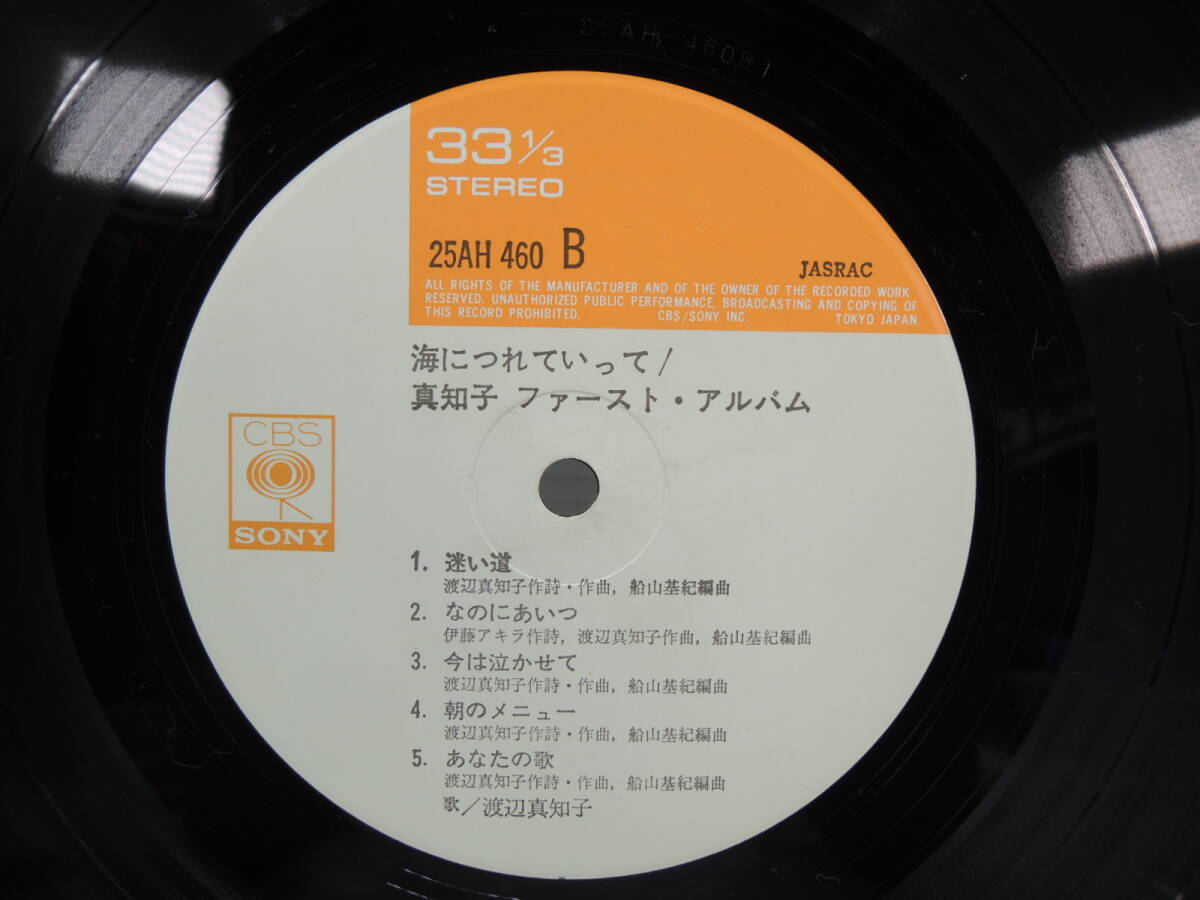 25AH 460B1
33 1/3
STEREO
25AH 460 B
JASRAC
ALL RIGHTS OF THE MANUFACTURER AND OF THE OWNER OF THE RECORDED WORK
RESERVED. UNAUTHORIZED PUBLIC PERFORMANCE, BROADCASTING AND COPYING OF
THIS RECORD PROHIBITED. CBS/SONY INC. TOKYO JAPAN.
海につれていって/
真知子 ファースト・アルバム
CBS
SONY
1. 迷い道
渡辺真知子作詩・作曲, 船山基紀編曲
2. なのにあいつ
伊藤アキラ作詩, 渡辺真知子作曲, 船山基紀編曲
3. 今は泣かせて
渡辺真知子作詩・作曲, 船山基紀編曲
4. 朝のメニュー
渡辺真知子作詩・作曲, 船山基紀編曲
5. あなたの歌
渡辺真知子作詩・作曲, 船山基紀編曲
歌/渡辺真知子